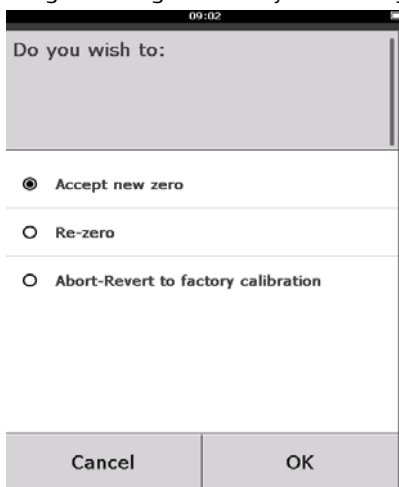 09:02
Do you wish to:
Accept new zero
Re-zero
Abort-Revert to factory calibration
Cancel
OK